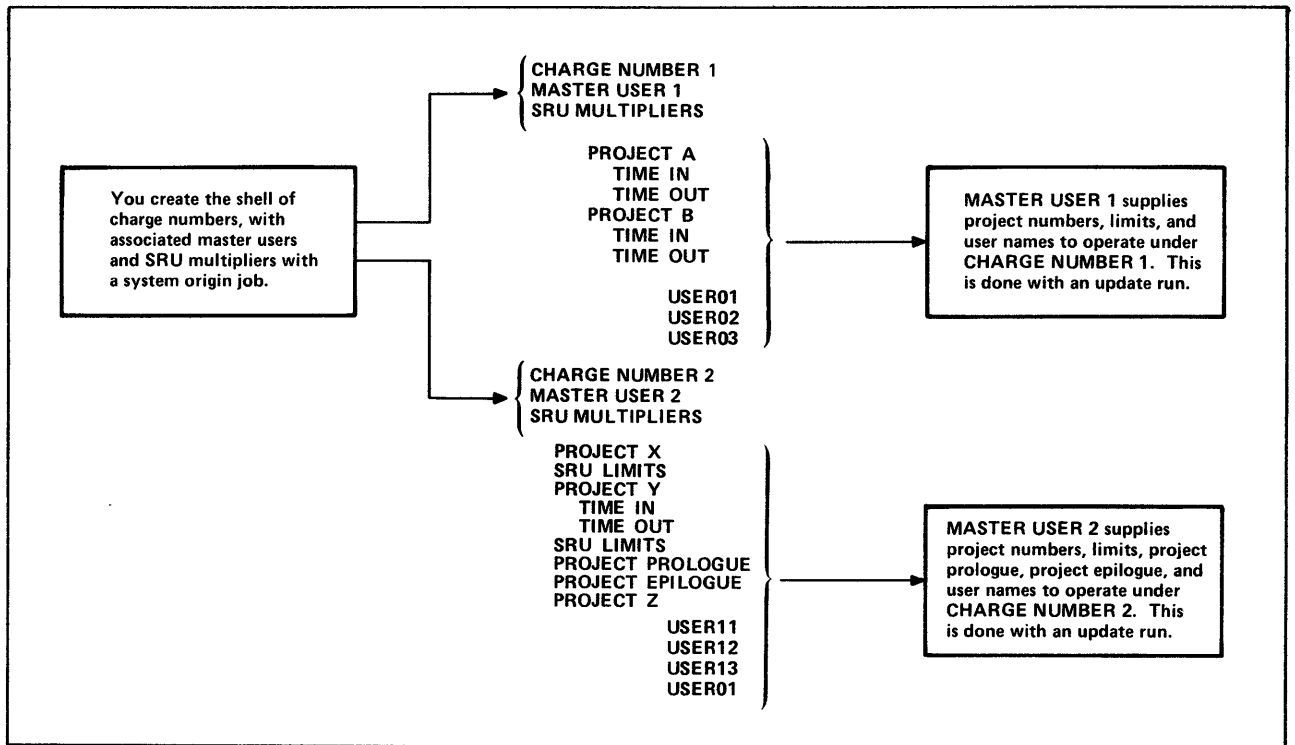 You create the shell of
charge numbers, with
associated master users
and SRU multipliers with
a system origin job.
CHARGE NUMBER 1
MASTER USER 1
SRU MULTIPLIERS
PROJECT A
TIME IN
TIME OUT
PROJECT B
TIME IN
TIME OUT
USER01
USER02
USER03
MASTER USER 1 supplies
project numbers, limits, and
user names to operate under
CHARGE NUMBER 1. This
is done with an update run.
CHARGE NUMBER 2
MASTER USER 2
SRU MULTIPLIERS
PROJECT X
SRU LIMITS
PROJECT Y
TIME IN
TIME OUT
SRU LIMITS
PROJECT PROLOGUE
PROJECT EPILOGUE
PROJECT Z
USER11
USER12
USER13
USER01
MASTER USER 2 supplies
project numbers, limits, project
prologue, project epilogue, and
user names to operate under
CHARGE NUMBER 2. This
is done with an update run.